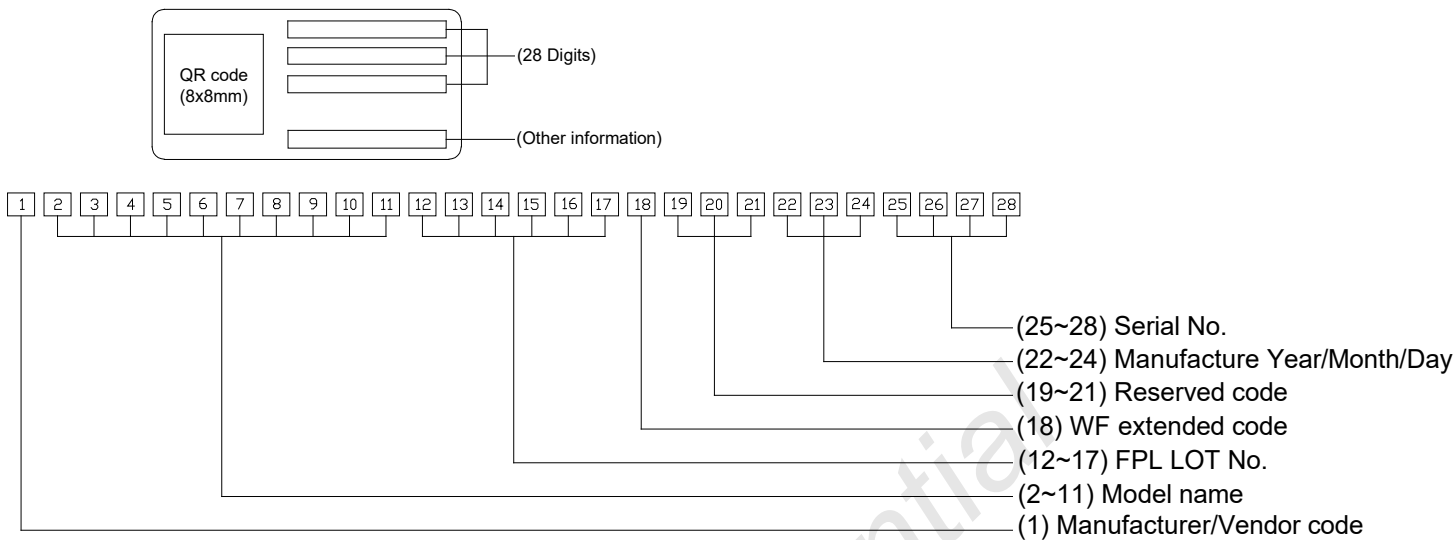 QR code
(8x8mm)
(28 Digits)
(Other information)
1 2 3 4 5 6 7 8 9 10 11 12 13 14 15 16 17 18 19 20 21 22 23 24 25 26 27 28
(25~28) Serial No.
(22~24) Manufacture Year/Month/Day
(19~21) Reserved code
(18) WF extended code
(12~17) FPL LOT No.
(2~11) Model name
(1) Manufacturer/Vendor code
ntial